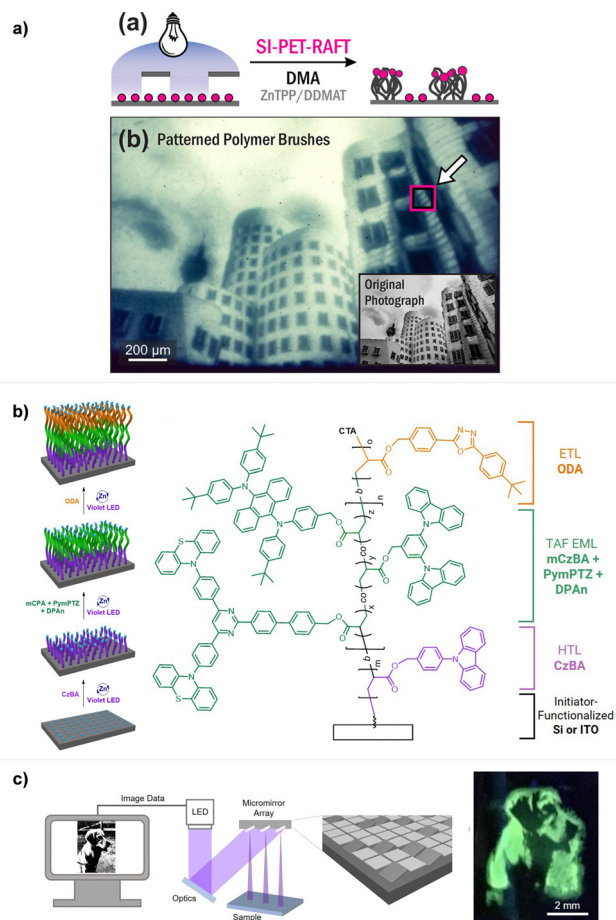 a)
(a)
SI-PET-RAFT
DMA
ZnTPP/DDMAT
(b) Patterned Polymer Brushes
Original
Photograph
200 µm
b)
ODA
Zn
Violet LED
mCPA + PymPTZ
+ DPAn
Zn
Violet LED
CzBA
Zn
Violet LED
CTA
o
O
O
N N
O
b
n
N
N
O
O
z
co
y
O
O
N
N
S
N
N
N
N
S
O
O
co
x
b
m
O
O
N
ETL
ODA
TAF EML
mCzBA +
PymPTZ +
DPAn
HTL
CzBA
Initiator-
Functionalized
Si or ITO
c)
Image Data
LED
Micromirror
Array
Optics
Sample
2 mm